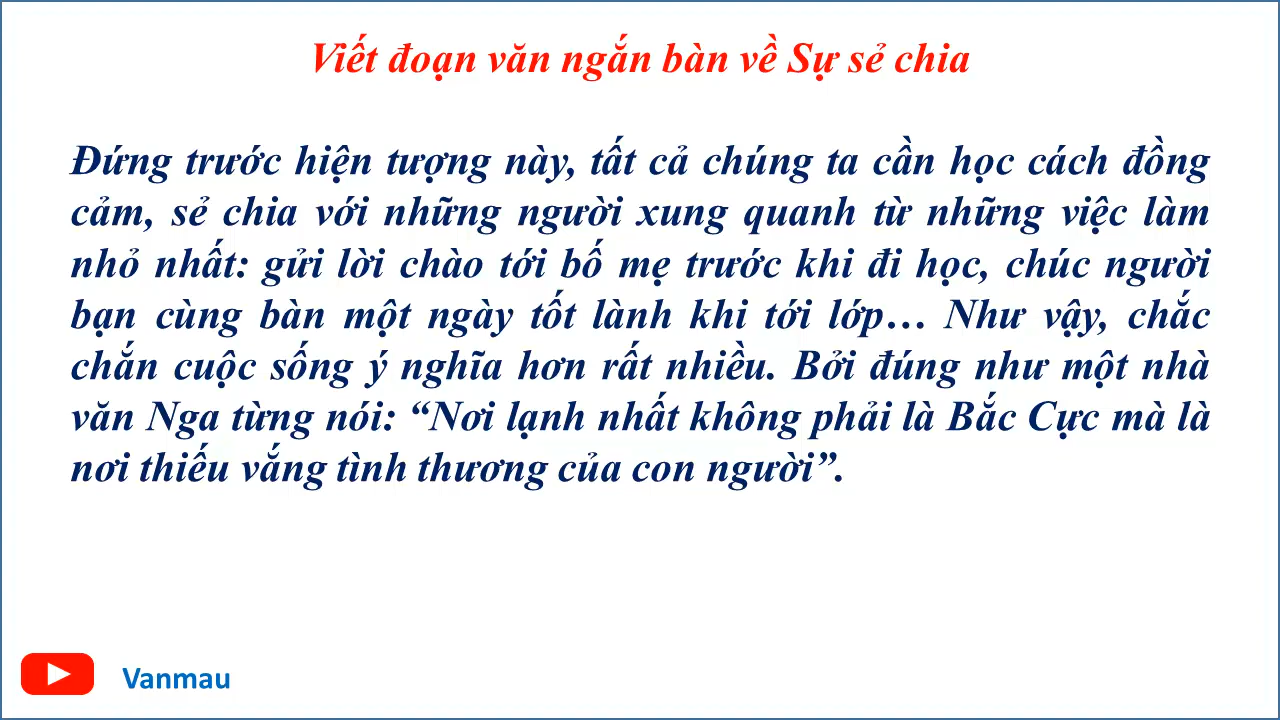 Viết đoạn văn ngắn bàn về Sự sẻ chia
Đứng trước hiện tượng này, tất cả chúng ta cần học cách đồng
cảm, sẻ chia với những người xung quanh từ những việc làm
nhỏ nhất: gửi lời chào tới bố mẹ trước khi đi học, chúc người
bạn cùng bàn một ngày tốt lành khi tới lớp… Như vậy, chắc
chắn cuộc sống ý nghĩa hơn rất nhiều. Bởi đúng như một nhà
văn Nga từng nói: “Nơi lạnh nhất không phải là Bắc Cực mà là
nơi thiếu vắng tình thương của con người”.
Vanmau